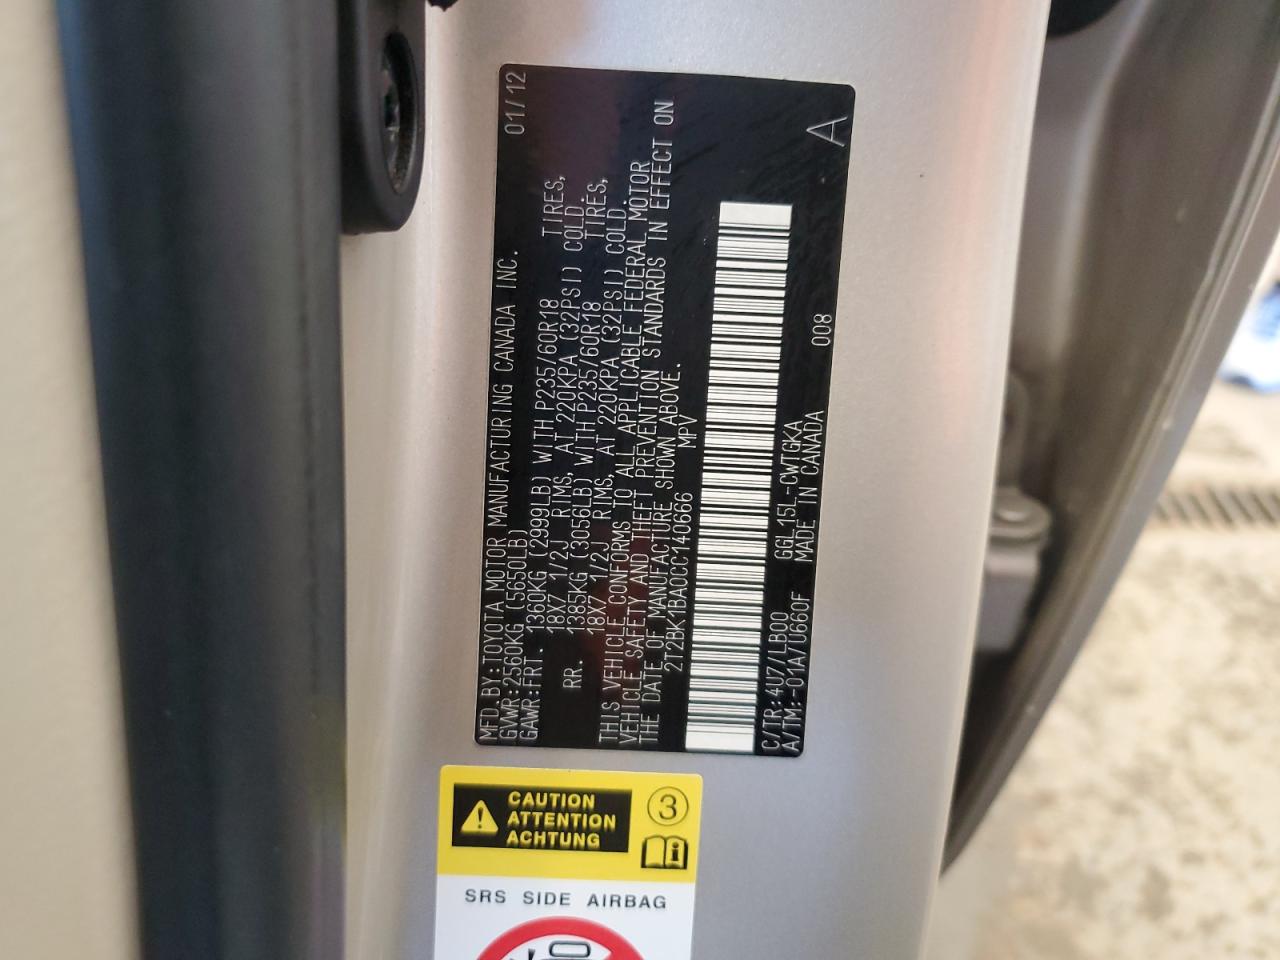 MFD.BY:TOYOTA MOTOR MANUFACTURING CANADA INC. 01/12
GVWR:2560KG (5650LB)
GAWR:FRT. 1360KG (2999LB) WITH P235/60R18 TIRES,
18X7 1/2J RIMS, AT 220KPA (32PSI) COLD.
RR. 1385KG (3056LB) WITH P235/60R18 TIRES,
18X7 1/2J RIMS, AT 220KPA (32PSI) COLD.
THIS VEHICLE CONFORMS TO ALL APPLICABLE FEDERAL MOTOR
VEHICLE SAFETY AND THEFT PREVENTION STANDARDS IN EFFECT ON
THE DATE OF MANUFACTURE SHOWN ABOVE.
2T2BK1BA0CC140666 MPV
A
C/TR:4U7/LB00 GGL15L-CWTGKA
A/TM:-01A/U660F MADE IN CANADA 008
CAUTION
ATTENTION
ACHTUNG
3
i
SRS SIDE AIRBAG